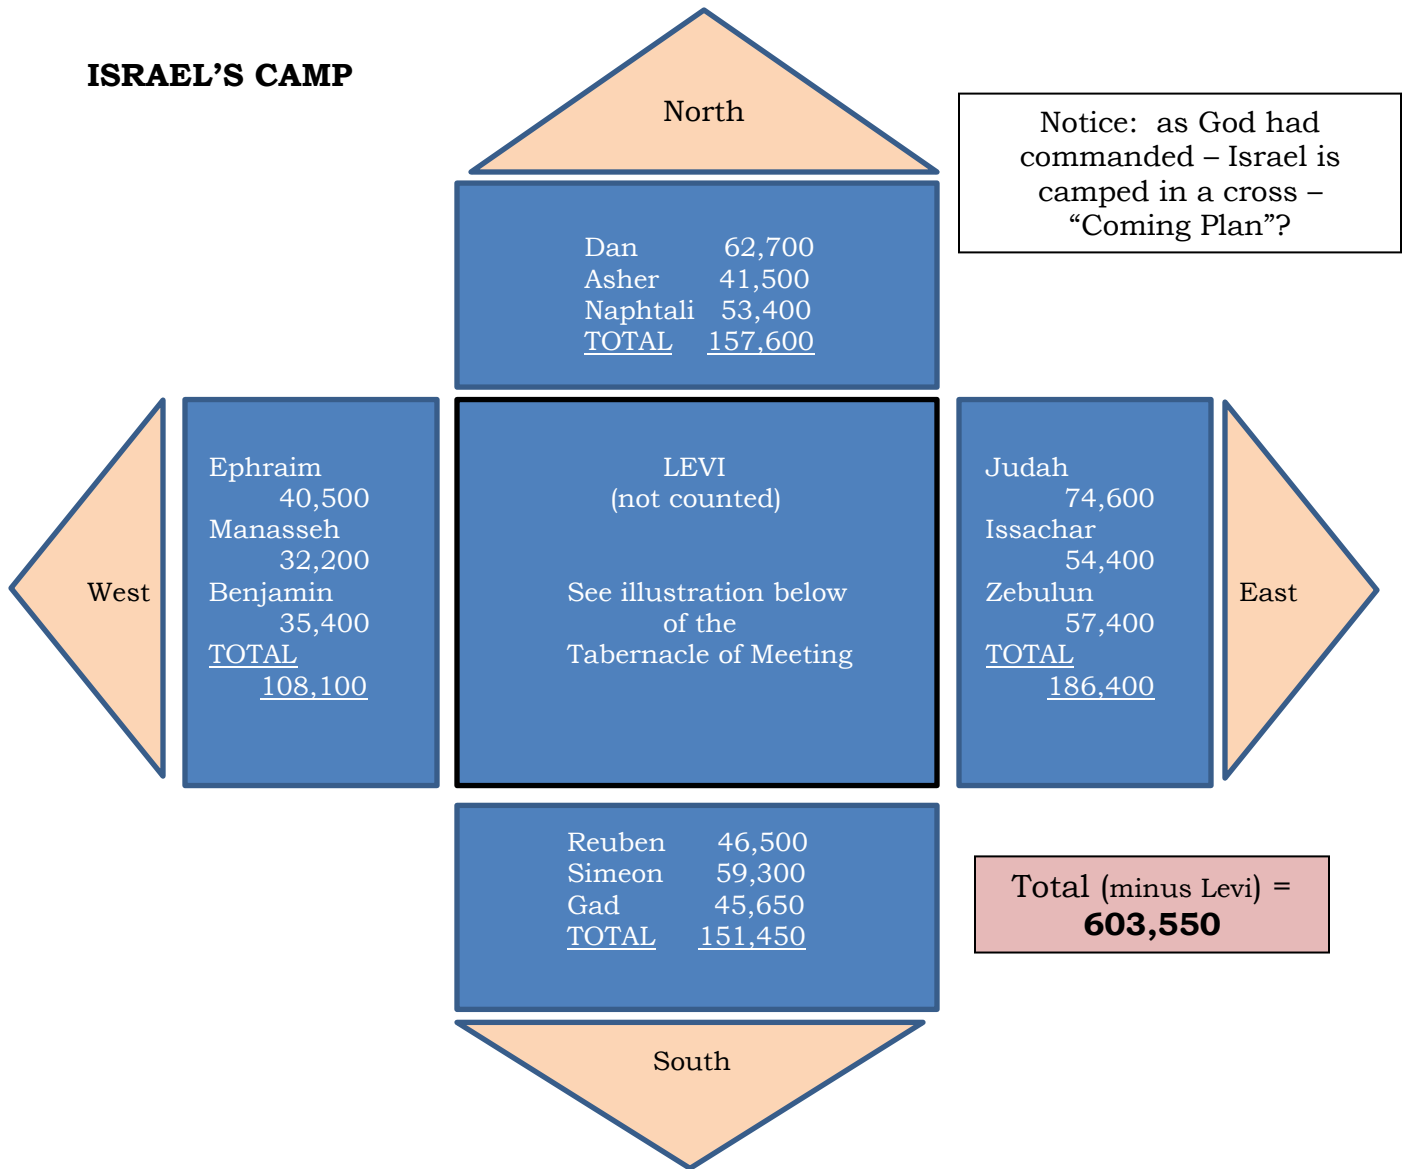 ISRAEL’S CAMP
North
Notice: as God had
commanded – Israel is
camped in a cross –
“Coming Plan”?
Dan 62,700
Asher 41,500
Naphtali 53,400
TOTAL 157,600
West
Ephraim
40,500
Manasseh
32,200
Benjamin
35,400
TOTAL
108,100
LEVI
(not counted)
See illustration below
of the
Tabernacle of Meeting
Judah
74,600
Issachar
54,400
Zebulun
57,400
TOTAL
186,400
East
Reuben 46,500
Simeon 59,300
Gad 45,650
TOTAL 151,450
Total (minus Levi) =
603,550
South